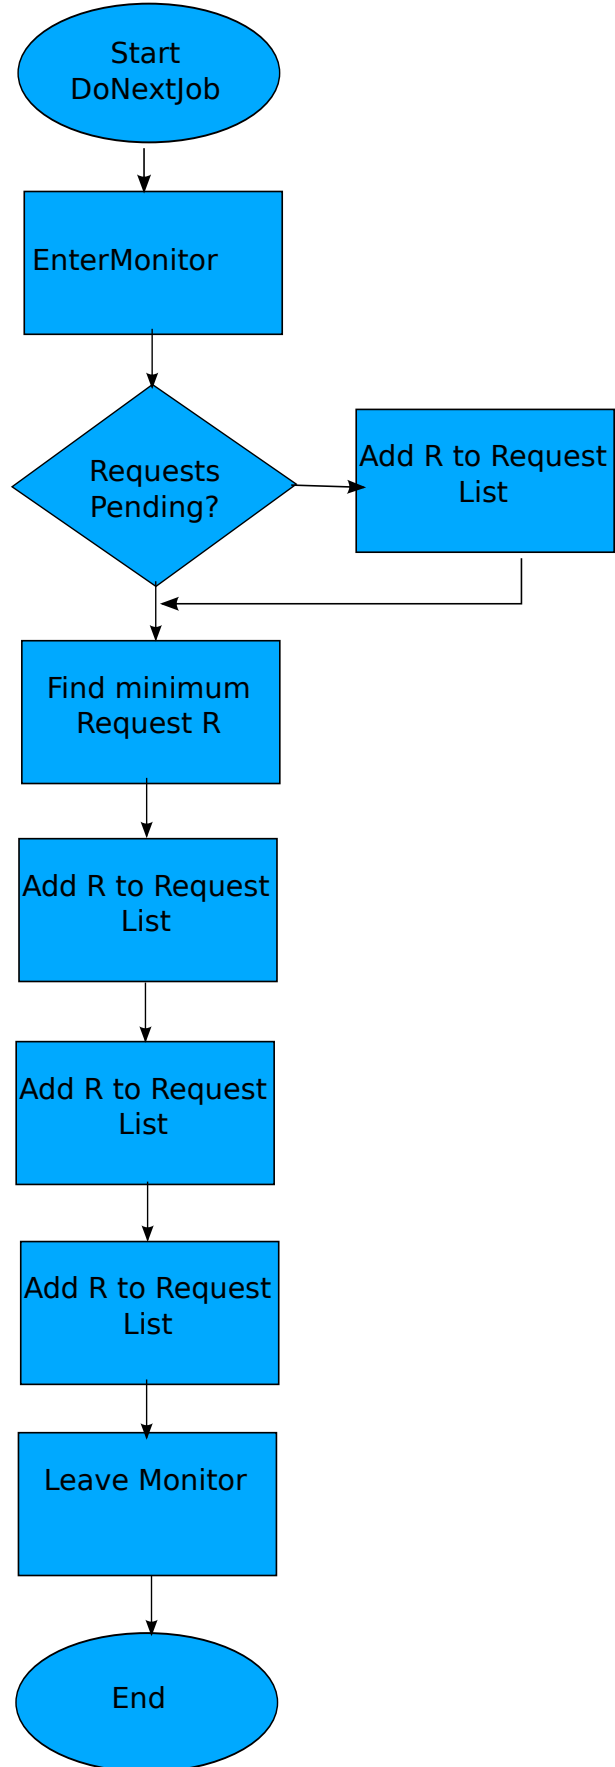 Start
DoNextJob
EnterMonitor
Requests
Pending?
Add R to Request
List
Find minimum
Request R
Add R to Request
List
Add R to Request
List
Add R to Request
List
Leave Monitor
End